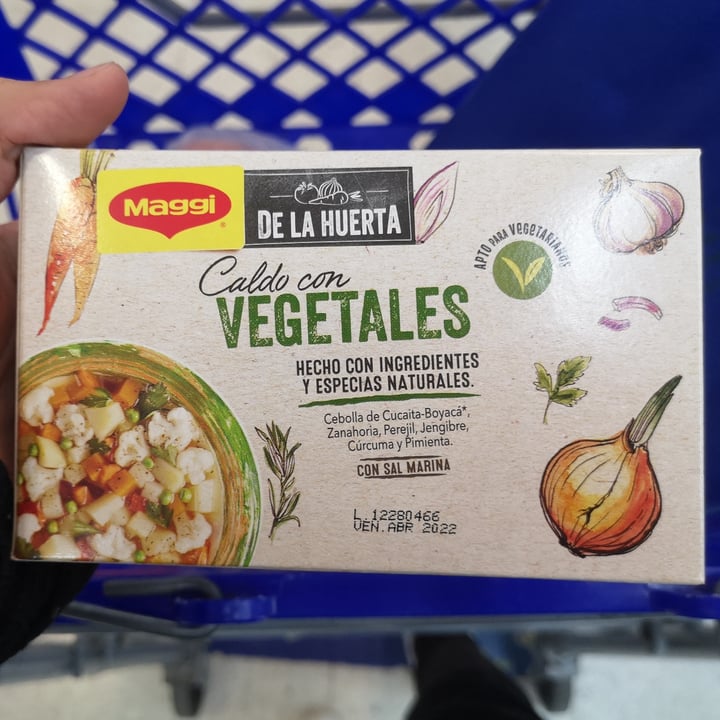 Maggi
DE LA HUERTA
APTO PARA VEGETARIANOS
Caldo con
VEGETALES
HECHO CON INGREDIENTES
Y ESPECIAS NATURALES.
Cebolla de Cucaita-Boyacá*,
Zanahoria, Perejil, Jengibre,
Cúrcuma y Pimienta.
CON SAL MARINA
L.12280466
VEN.ABR 2022